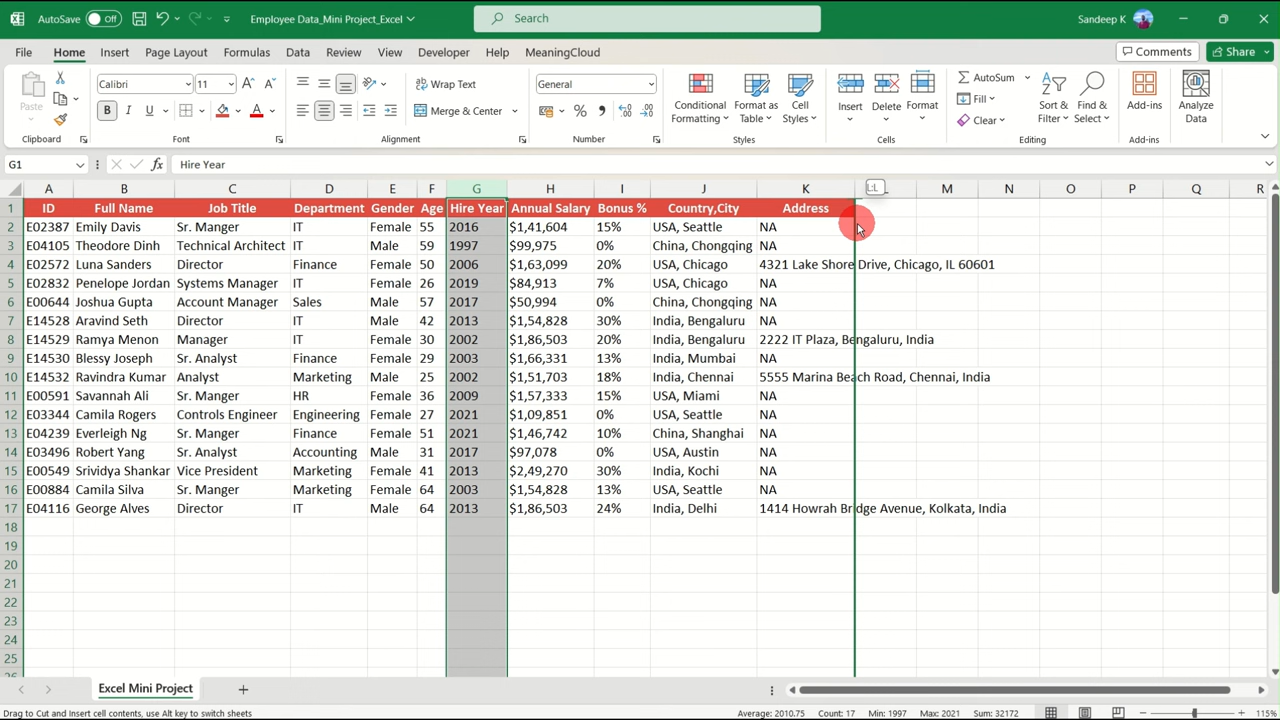 AutoSave Off Employee Data_Mini Project_Excel Search Sandeep K
File Home Insert Page Layout Formulas Data Review View Developer Help MeaningCloud Comments Share
Paste Calibri 11 Wrap Text General Conditional Formatting Format as Table Cell Styles Insert Delete Format AutoSum Sort & Filter Find & Select Add-ins Analyze Data
B I U A Merge & Center $ % Fill
Clear
Clipboard Font Alignment Number Styles Cells Editing Add-ins
G1 fx Hire Year
A B C D E F G H I J K L:L M N O P Q R
1 ID Full Name Job Title Department Gender Age Hire Year Annual Salary Bonus % Country,City Address
2 E02387 Emily Davis Sr. Manger IT Female 55 2016 $1,41,604 15% USA, Seattle NA
3 E04105 Theodore Dinh Technical Architect IT Male 59 1997 $99,975 0% China, Chongqing NA
4 E02572 Luna Sanders Director Finance Female 50 2006 $1,63,099 20% USA, Chicago 4321 Lake Shore Drive, Chicago, IL 60601
5 E02832 Penelope Jordan Systems Manager IT Female 26 2019 $84,913 7% USA, Chicago NA
6 E00644 Joshua Gupta Account Manager Sales Male 57 2017 $50,994 0% China, Chongqing NA
7 E14528 Aravind Seth Director IT Male 42 2013 $1,54,828 30% India, Bengaluru NA
8 E14529 Ramya Menon Manager IT Female 30 2002 $1,86,503 20% India, Bengaluru 2222 IT Plaza, Bengaluru, India
9 E14530 Blessy Joseph Sr. Analyst Finance Female 29 2003 $1,66,331 13% India, Mumbai NA
10 E14532 Ravindra Kumar Analyst Marketing Male 25 2002 $1,51,703 18% India, Chennai 5555 Marina Beach Road, Chennai, India
11 E00591 Savannah Ali Sr. Manger HR Female 36 2009 $1,57,333 15% USA, Miami NA
12 E03344 Camila Rogers Controls Engineer Engineering Female 27 2021 $1,09,851 0% USA, Seattle NA
13 E04239 Everleigh Ng Sr. Manger Finance Female 51 2021 $1,46,742 10% China, Shanghai NA
14 E03496 Robert Yang Sr. Analyst Accounting Male 31 2017 $97,078 0% USA, Austin NA
15 E00549 Srividya Shankar Vice President Marketing Female 41 2013 $2,49,270 30% India, Kochi NA
16 E00884 Camila Silva Sr. Manger Marketing Female 64 2003 $1,54,828 13% USA, Seattle NA
17 E04116 George Alves Director IT Male 64 2013 $1,86,503 24% India, Delhi 1414 Howrah Bridge Avenue, Kolkata, India
18
19
20
21
22
23
24
25
Excel Mini Project
Drag to Cut and Insert cell contents, use Alt key to switch sheets Average: 2010.75 Count: 17 Min: 1997 Max: 2021 Sum: 32172 115%